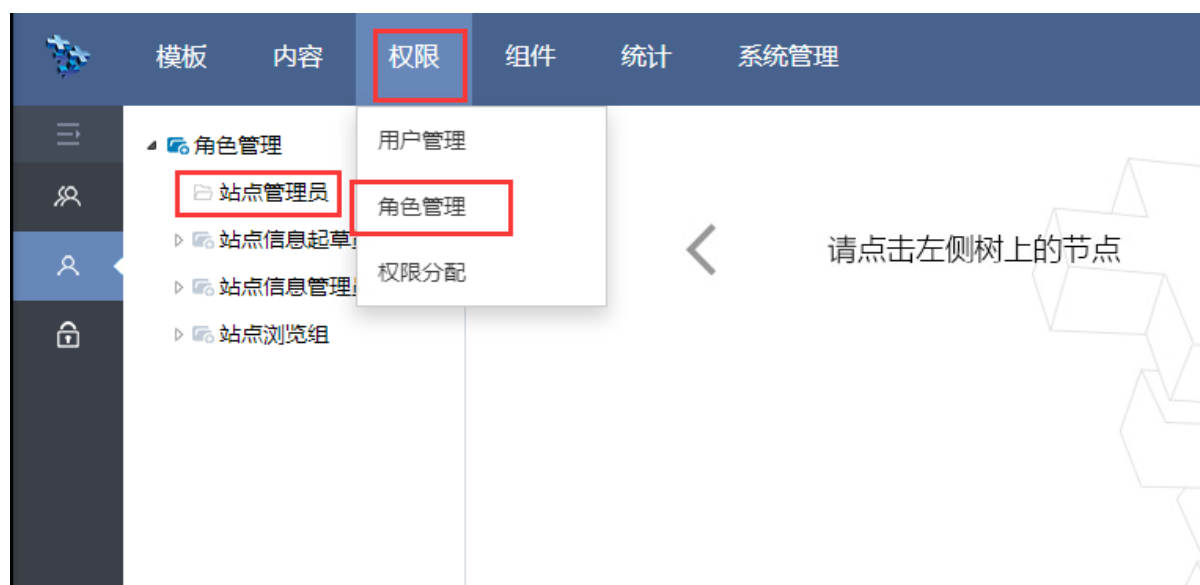 模板 内容 权限 组件 统计 系统管理
角色管理
站点管理员
站点信息起草
站点信息管理
站点浏览组
用户管理
角色管理
权限分配
请点击左侧树上的节点